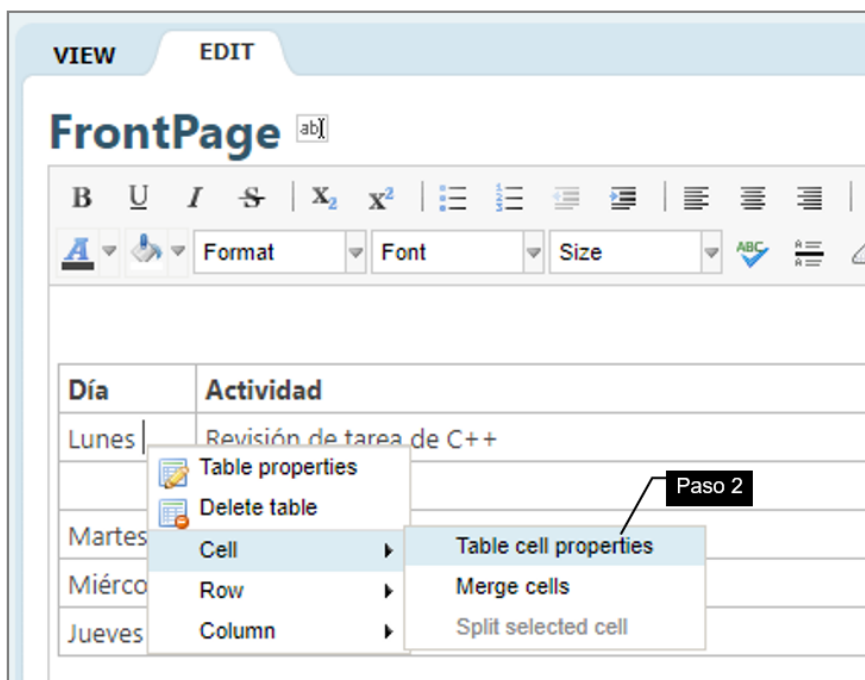 VIEW EDIT
FrontPage ab
B U I S X2 X²
A Format Font Size ABC
Día Actividad
Lunes Revisión de tarea de C++
Table properties
Paso 2
Delete table
Martes
Cell Table cell properties
Miérco Row Merge cells
Jueves Column Split selected cell